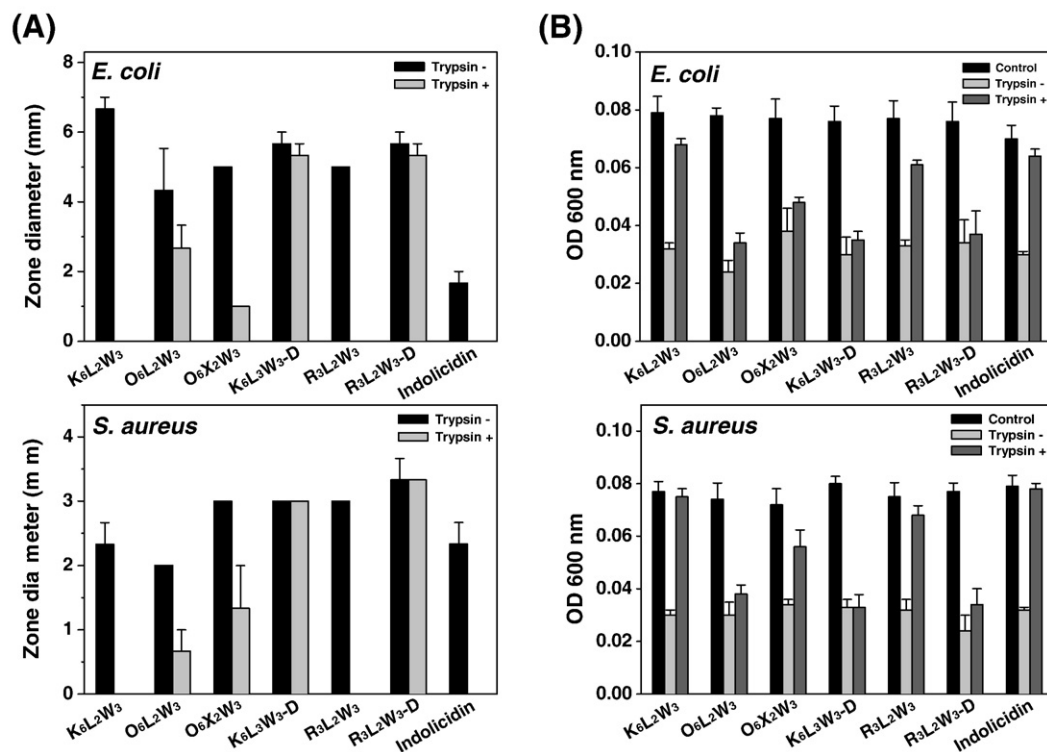 (A)
E. coli
Trypsin -
Trypsin +
Zone diameter (mm)
8
6
4
2
0
K₆L₂W₃
O₆L₂W₃
O₆X₂W₃
K₆L₃W₃-D
R₃L₂W₃
R₃L₂W₃-D
Indolicidin
S. aureus
Trypsin -
Trypsin +
Zone dia meter (m m)
4
3
2
1
0
K₆L₂W₃
O₆L₂W₃
O₆X₂W₃
K₆L₃W₃-D
R₃L₂W₃
R₃L₂W₃-D
Indolicidin
(B)
E. coli
Control
Trypsin -
Trypsin +
OD 600 nm
0.10
0.08
0.06
0.04
0.02
0.00
K₆L₂W₃
O₆L₂W₃
O₆X₂W₃
K₆L₃W₃-D
R₃L₂W₃
R₃L₂W₃-D
Indolicidin
S. aureus
Control
Trypsin -
Trypsin +
OD 600 nm
0.10
0.08
0.06
0.04
0.02
0.00
K₆L₂W₃
O₆L₂W₃
O₆X₂W₃
K₆L₃W₃-D
R₃L₂W₃
R₃L₂W₃-D
Indolicidin